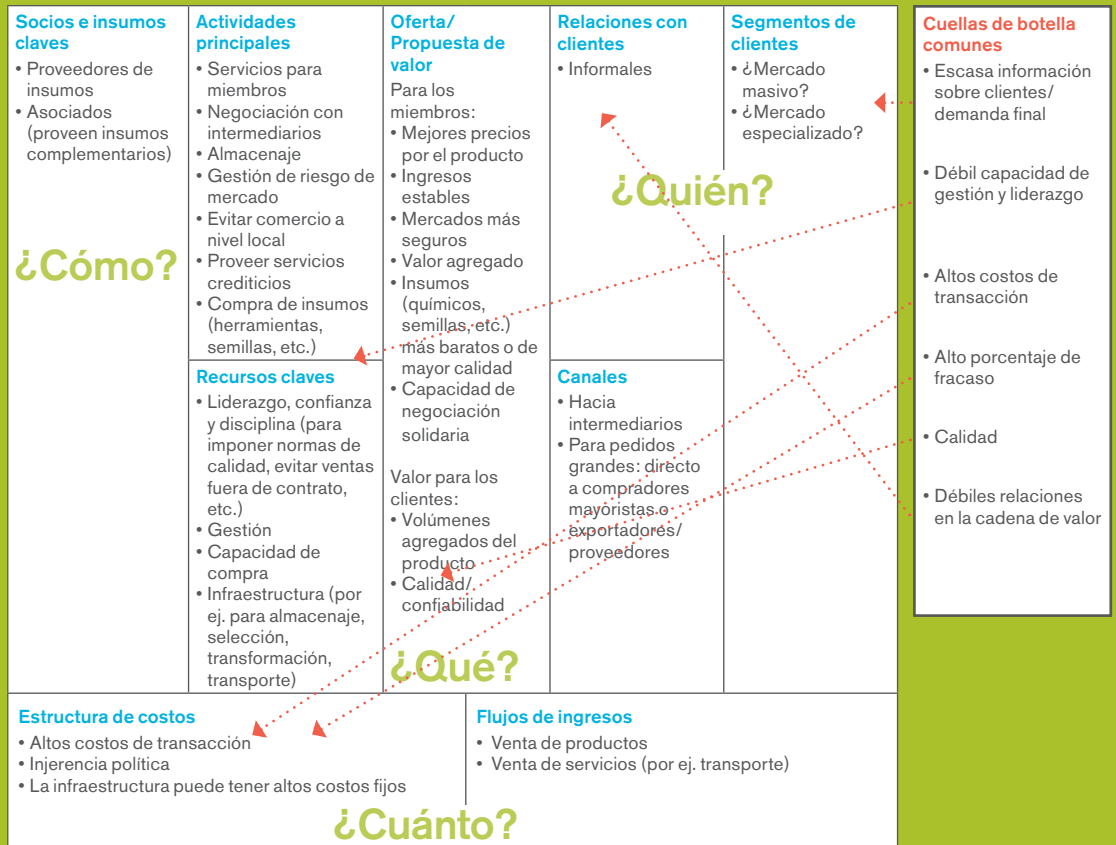 Socios e insumos
claves
• Proveedores de
insumos
• Asociados
(proveen insumos
complementarios)
¿Cómo?
Actividades
principales
• Servicios para
miembros
• Negociación con
intermediarios
• Almacenaje
• Gestión de riesgo de
mercado
• Evitar comercio a
nivel local
• Proveer servicios
crediticios
• Compra de insumos
(herramientas,
semillas, etc.)
Recursos claves
• Liderazgo, confianza
y disciplina (para
imponer normas de
calidad, evitar ventas
fuera de contrato,
etc.)
• Gestión
• Capacidad de
compra
• Infraestructura (por
ej. para almacenaje,
selección,
transformación,
transporte)
Oferta/
Propuesta de
valor
Para los
miembros:
• Mejores precios
por el producto
• Ingresos
estables
• Mercados más
seguros
• Valor agregado
• Insumos
(químicos,
semillas, etc.)
más baratos o de
mayor calidad
• Capacidad de
negociación
solidaria
Valor para los
clientes:
• Volúmenes
agregados del
producto
• Calidad/
confiabilidad
¿Qué?
Relaciones con
clientes
• Informales
¿Quién?
Canales
• Hacia
intermediarios
• Para pedidos
grandes: directo
a compradores
mayoristas o
exportadores/
proveedores
Segmentos de
clientes
• ¿Mercado
masivo?
• ¿Mercado
especializado?
Estructura de costos
• Altos costos de transacción
• Injerencia política
• La infraestructura puede tener altos costos fijos
Flujos de ingresos
• Venta de productos
• Venta de servicios (por ej. transporte)
¿Cuánto?
Cuellas de botella
comunes
• Escasa información
sobre clientes/
demanda final
• Débil capacidad de
gestión y liderazgo
• Altos costos de
transacción
• Alto porcentaje de
fracaso
• Calidad
• Débiles relaciones
en la cadena de valor